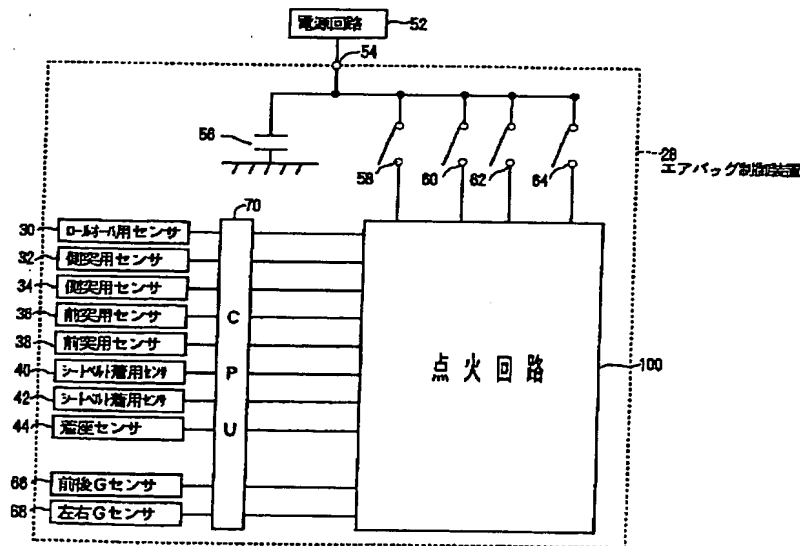 電源回路
52
54
56
58
60
62
64
28
エアバッグ制御装置
70
30
ロールオーバ用センサ
32
側突用センサ
34
側突用センサ
36
前突用センサ
38
前突用センサ
40
シートベルト着用センサ
42
シートベルト着用センサ
44
着座センサ
66
前後Gセンサ
68
左右Gセンサ
C
P
U
点火回路
100